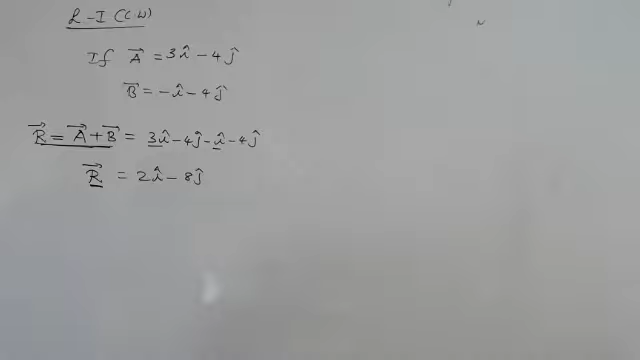 L-I (C.W)
If A⃗ = 3î - 4ĵ
B⃗ = -î - 4ĵ
R⃗ = A⃗ + B⃗ = 3î - 4ĵ - î - 4ĵ
R⃗ = 2î - 8ĵ